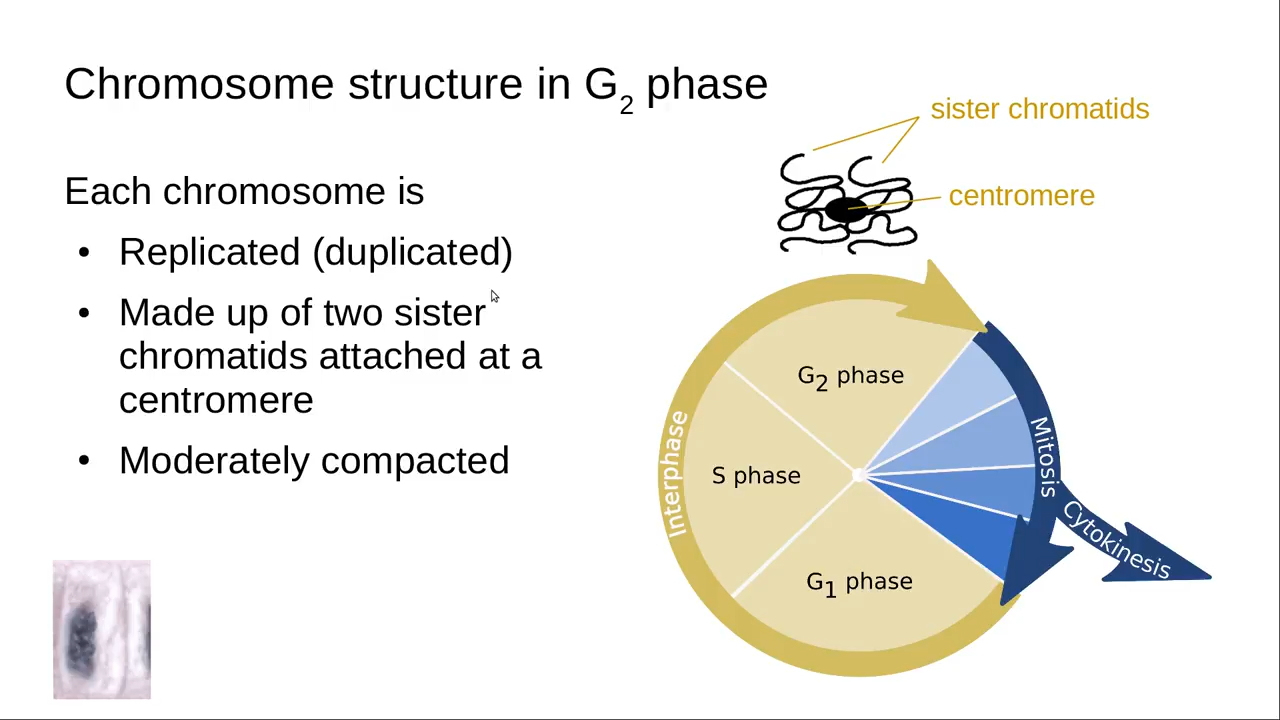 Chromosome structure in G2 phase
sister chromatids
Each chromosome is
centromere
• Replicated (duplicated)
• Made up of two sister
chromatids attached at a
centromere
• Moderately compacted
G2 phase
Interphase
S phase
Mitosis
Cytokinesis
G1 phase